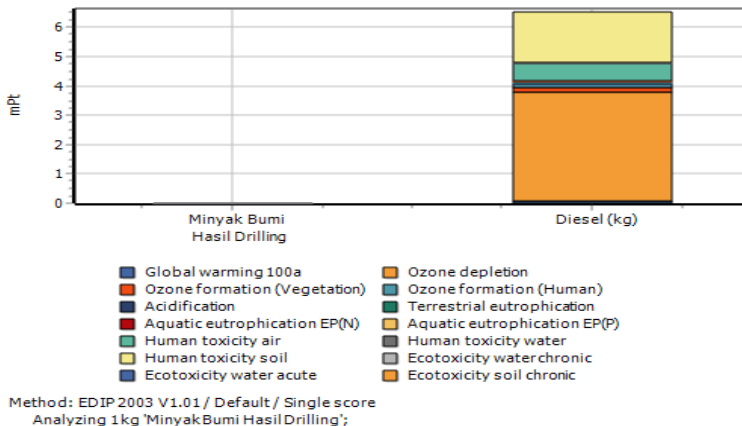 6
5
4
3
2
1
0
mPt
Minyak Bumi
Hasil Drilling
Diesel (kg)
Global warming 100a
Ozone depletion
Ozone formation (Vegetation)
Ozone formation (Human)
Acidification
Terrestrial eutrophication
Aquatic eutrophication EP(N)
Aquatic eutrophication EP(P)
Human toxicity air
Human toxicity water
Human toxicity soil
Ecotoxicity water chronic
Ecotoxicity water acute
Ecotoxicity soil chronic
Method: EDIP 2003 V1.01 / Default / Single score
Analyzing 1 kg 'Minyak Bumi Hasil Drilling';